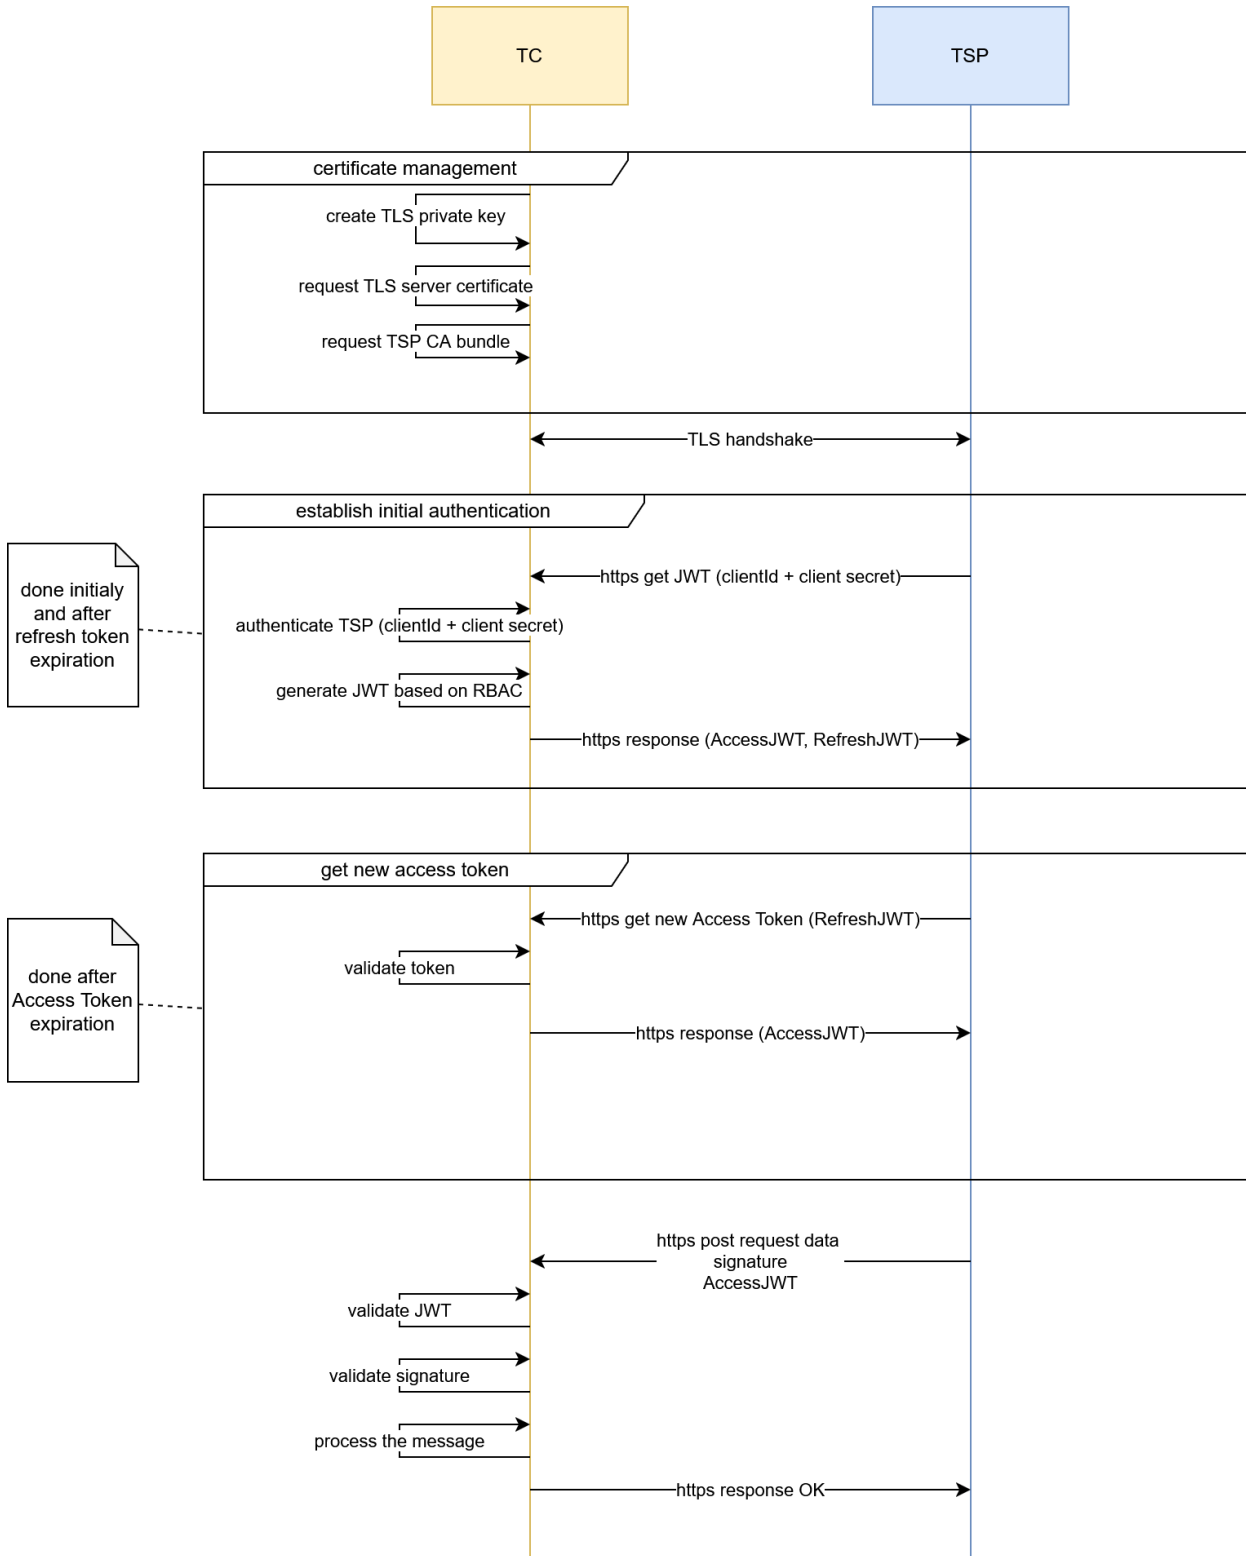 TC
TSP
certificate management
create TLS private key
request TLS server certificate
request TSP CA bundle
TLS handshake
establish initial authentication
done initialy
and after
refresh token
expiration
https get JWT (clientId + client secret)
authenticate TSP (clientId + client secret)
generate JWT based on RBAC
https response (AccessJWT, RefreshJWT)
get new access token
done after
Access Token
expiration
https get new Access Token (RefreshJWT)
validate token
https response (AccessJWT)
https post request data
signature
AccessJWT
validate JWT
validate signature
process the message
https response OK